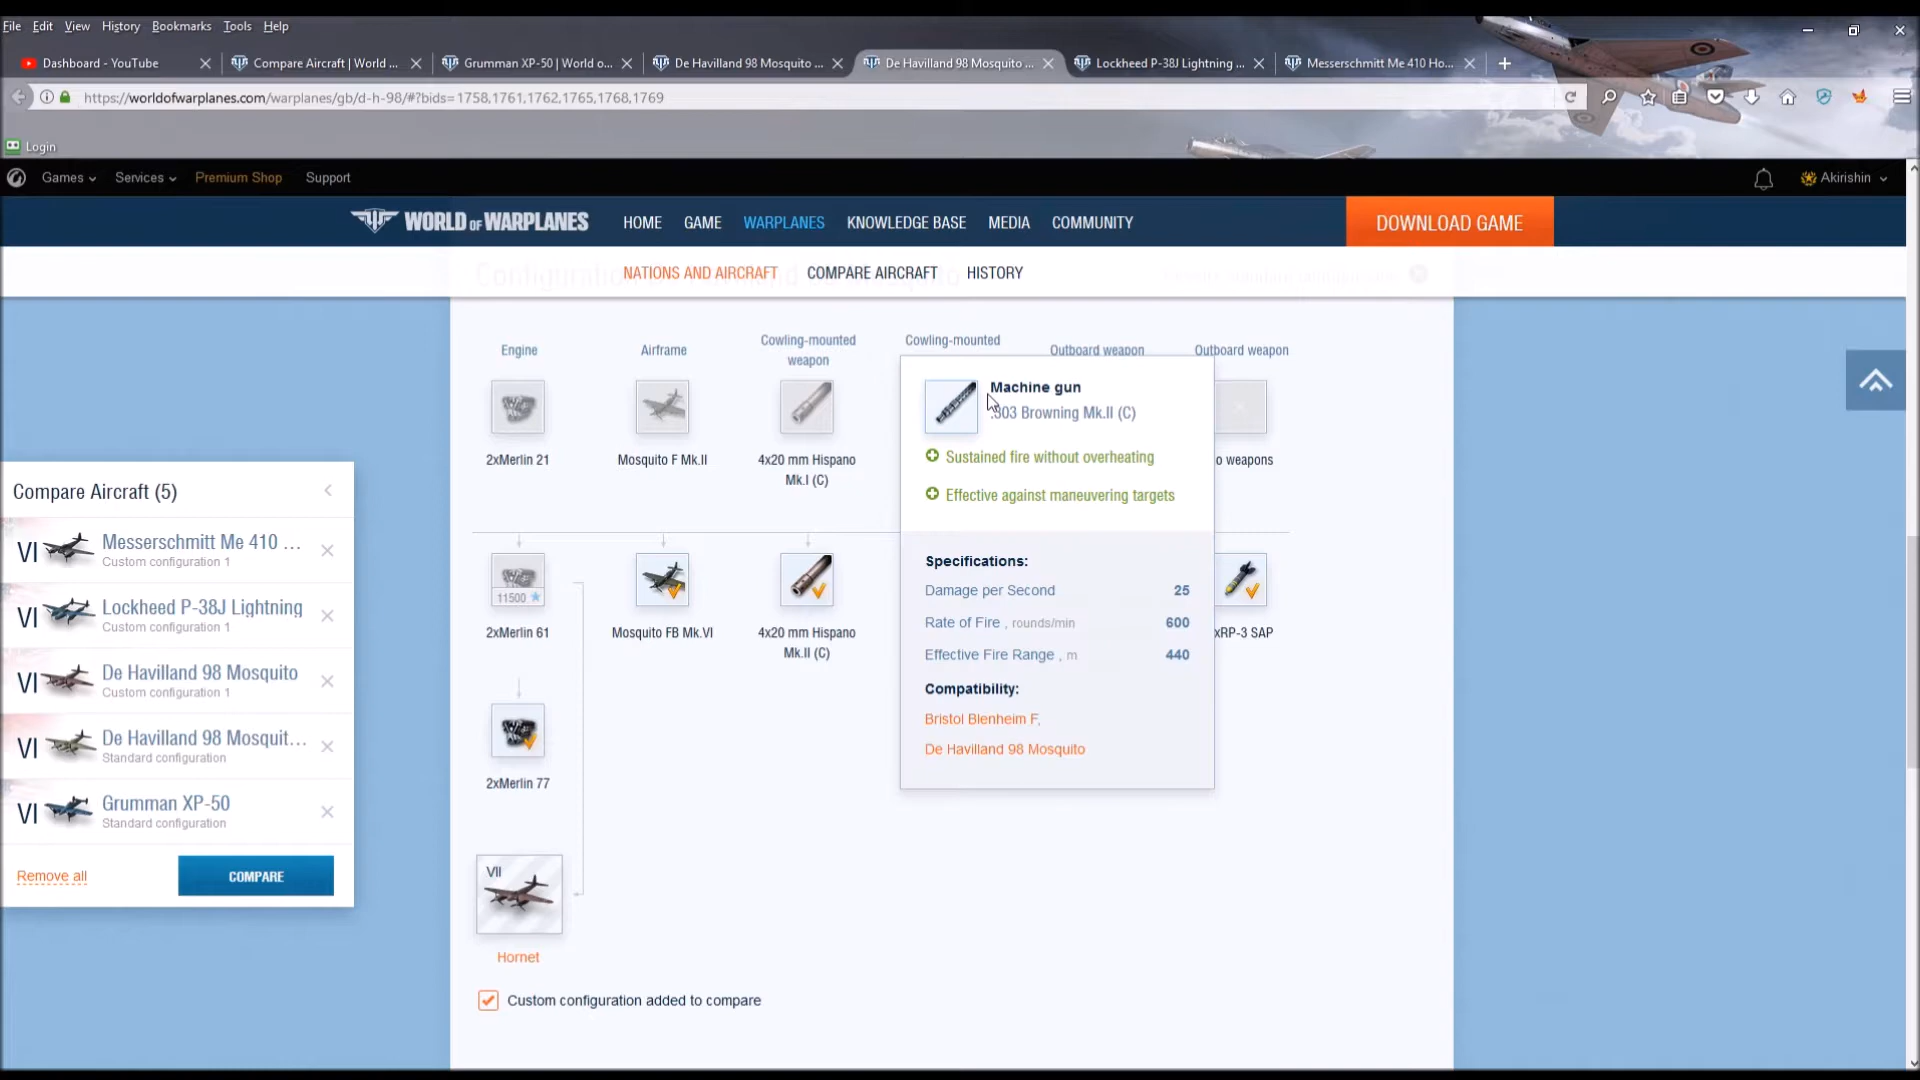 File Edit View History Bookmarks Tools Help
Dashboard - YouTube
Compare Aircraft | World ...
Grumman XP-50 | World o...
De Havilland 98 Mosquito ...
De Havilland 98 Mosquito ...
Lockheed P-38J Lightning ...
Messerschmitt Me 410 Ho...
https://worldofwarplanes.com/warplanes/gb/d-h-98/#?bids=1758,1761,1762,1765,1768,1769
Login
Games Services Premium Shop Support
Akirishin
WORLD OF WARPLANES
HOME GAME WARPLANES KNOWLEDGE BASE MEDIA COMMUNITY
DOWNLOAD GAME
NATIONS AND AIRCRAFT COMPARE AIRCRAFT HISTORY
Engine
Airframe
Cowling-mounted
weapon
Cowling-mounted
Outboard weapon
Outboard weapon
2xMerlin 21
Mosquito F Mk.II
4x20 mm Hispano
Mk.I (C)
o weapons
Machine gun
.303 Browning Mk.II (C)
Sustained fire without overheating
Effective against maneuvering targets
Specifications:
Damage per Second 25
Rate of Fire , rounds/min 600
Effective Fire Range , m 440
Compatibility:
Bristol Blenheim F,
De Havilland 98 Mosquito
11500
2xMerlin 61
Mosquito FB Mk.VI
4x20 mm Hispano
Mk.II (C)
xRP-3 SAP
2xMerlin 77
VII
Hornet
Custom configuration added to compare
Compare Aircraft (5)
VI Messerschmitt Me 410 ...
Custom configuration 1
VI Lockheed P-38J Lightning
Custom configuration 1
VI De Havilland 98 Mosquito
Custom configuration 1
VI De Havilland 98 Mosquit...
Standard configuration
VI Grumman XP-50
Standard configuration
Remove all
COMPARE